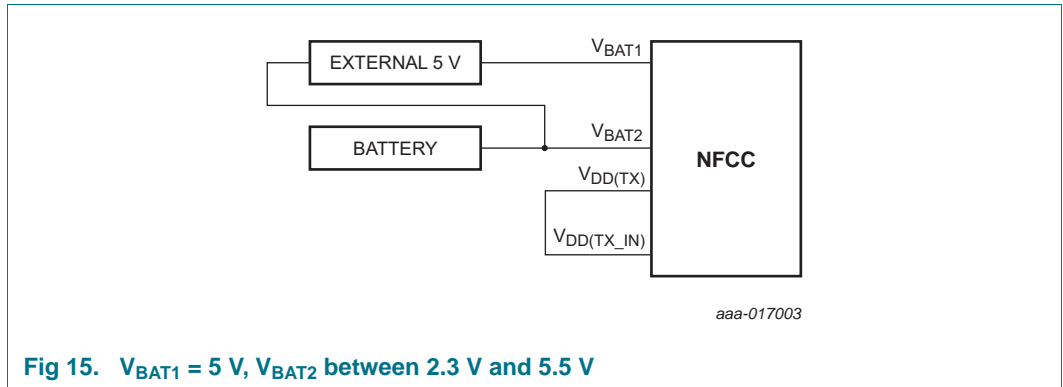 EXTERNAL 5 V
VBAT1
BATTERY
VBAT2
NFCC
VDD(TX)
VDD(TX_IN)
aaa-017003
Fig 15. VBAT1 = 5 V, VBAT2 between 2.3 V and 5.5 V